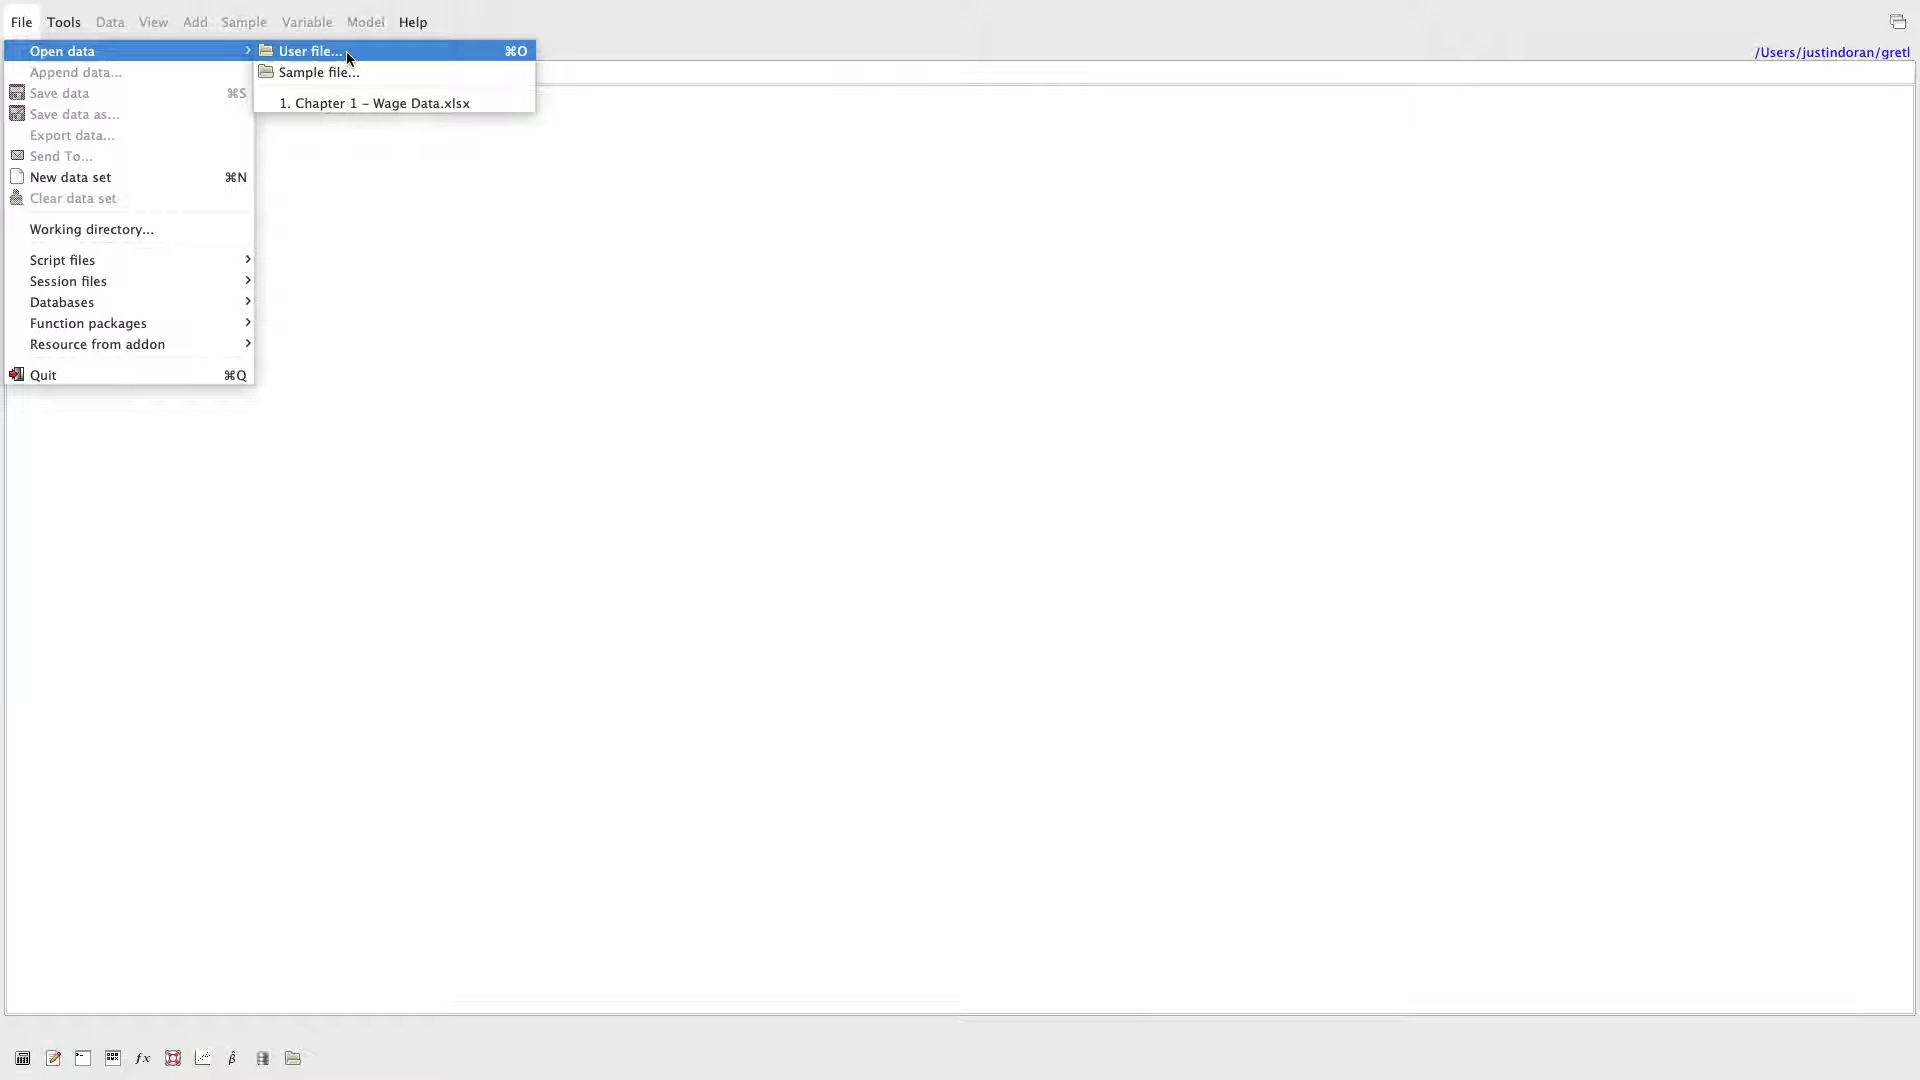 File Tools Data View Add Sample Variable Model Help
/Users/justindoran/gretl
Open data
User file... ⌘O
Sample file...
1. Chapter 1 – Wage Data.xlsx
Append data...
Save data ⌘S
Save data as...
Export data...
Send To...
New data set ⌘N
Clear data set
Working directory...
Script files
Session files
Databases
Function packages
Resource from addon
Quit ⌘Q
fx β̂